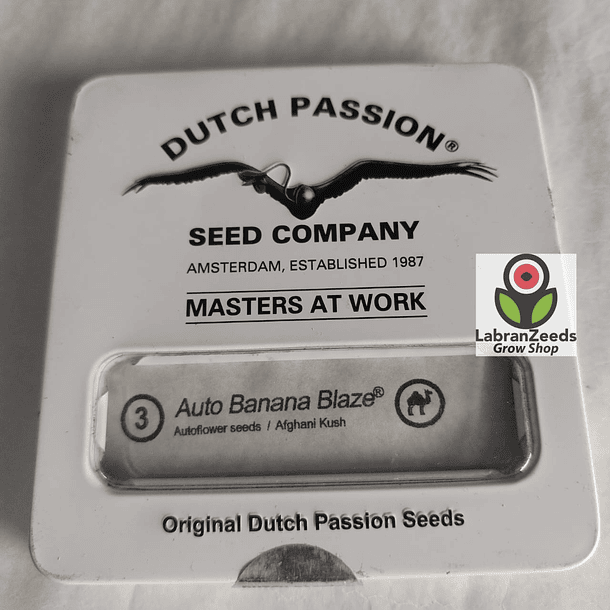 DUTCH PASSION®
SEED COMPANY
AMSTERDAM, ESTABLISHED 1987
MASTERS AT WORK
LabranZeeds
Grow Shop
3 Auto Banana Blaze®
Autoflower seeds / Afghani Kush
Original Dutch Passion Seeds